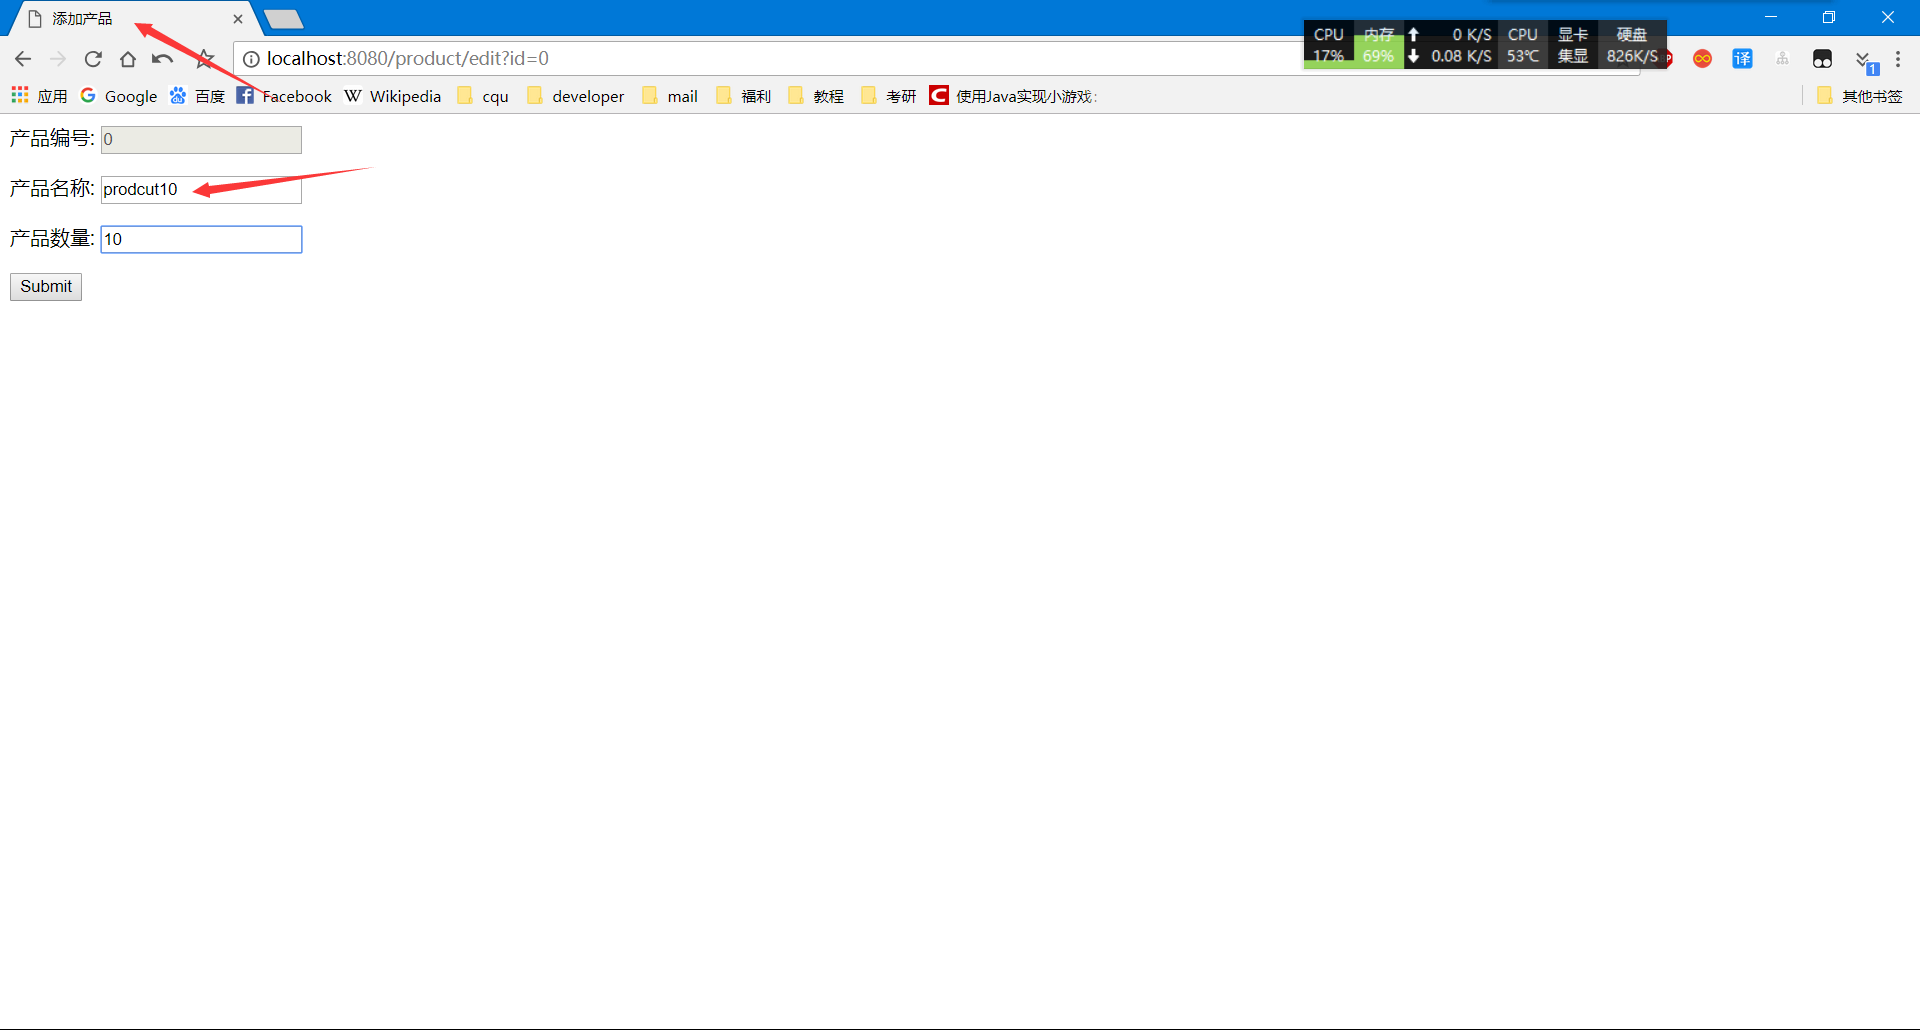 添加产品
localhost:8080/product/edit?id=0
CPU 内存 0 K/S CPU 显卡 硬盘
17% 69% 0.08 K/S 53℃ 集显 826K/S
译
1
应用 Google 百度 Facebook Wikipedia cqu developer mail 福利 教程 考研 使用Java实现小游戏: 其他书签
产品编号: 0
产品名称: prodcut10
产品数量: 10
Submit